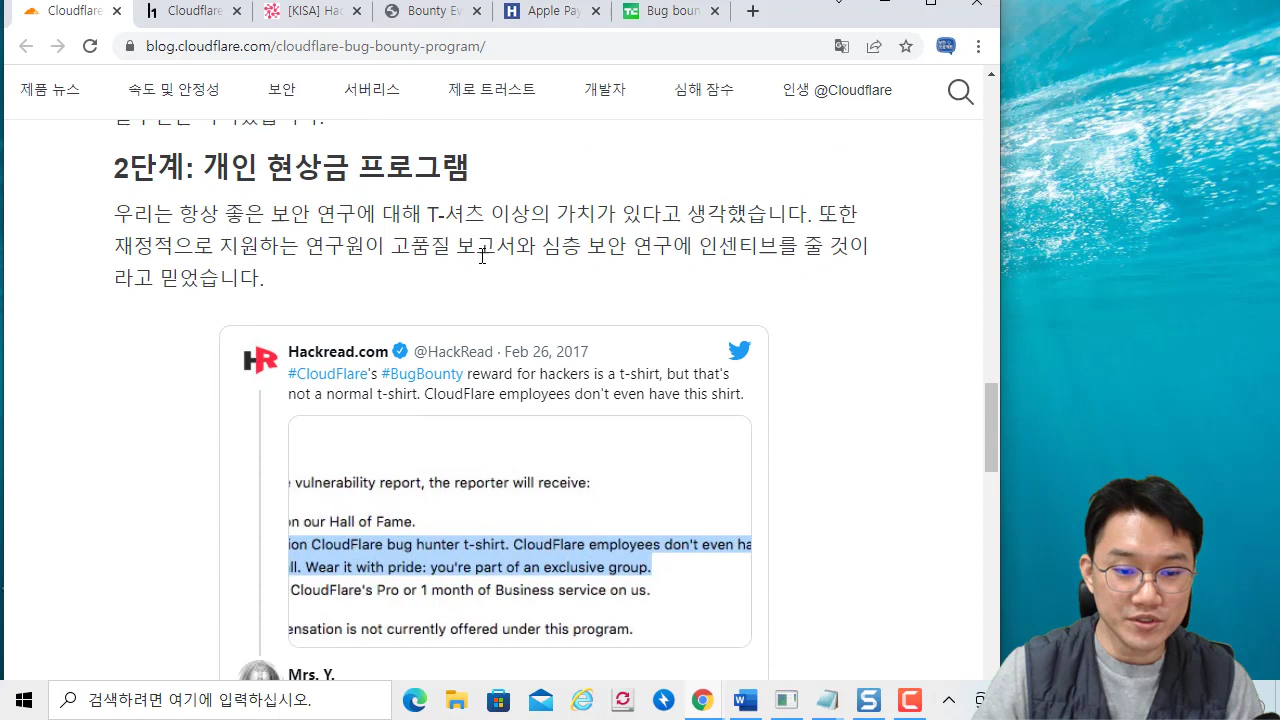 Cloudflare
Cloudflare
[KISA] Hac
Bounty Ev
Apple Pay
Bug boun
blog.cloudflare.com/cloudflare-bug-bounty-program/
제품 뉴스
속도 및 안정성
보안
서버리스
제로 트러스트
개발자
심해 잠수
인생 @Cloudflare
2단계: 개인 현상금 프로그램
우리는 항상 좋은 보안 연구에 대해 T-셔츠 이상의 가치가 있다고 생각했습니다. 또한
재정적으로 지원하는 연구원이 고품질 보고서와 심층 보안 연구에 인센티브를 줄 것이
라고 믿었습니다.
HR
Hackread.com @HackRead · Feb 26, 2017
#CloudFlare's #BugBounty reward for hackers is a t-shirt, but that's
not a normal t-shirt. CloudFlare employees don't even have this shirt.
vulnerability report, the reporter will receive:
on our Hall of Fame.
ion CloudFlare bug hunter t-shirt. CloudFlare employees don't even ha
ll. Wear it with pride: you're part of an exclusive group.
CloudFlare's Pro or 1 month of Business service on us.
ensation is not currently offered under this program.
Mrs. Y.
검색하려면 여기에 입력하십시오.